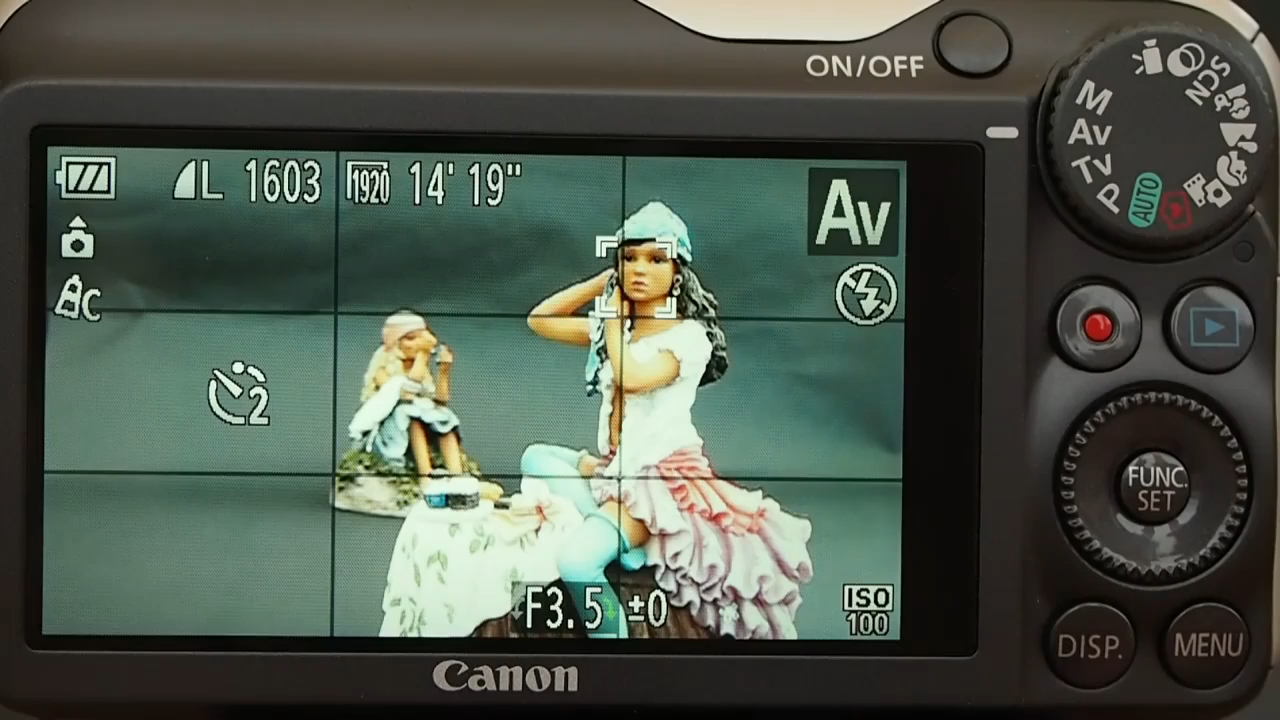 ON/OFF
L 1603 1920 14' 19"
Av
C
2
F3.5 ±0
ISO
100
Canon
SCN
M
Av
Tv
P
AUTO
FUNC.
SET
DISP.
MENU